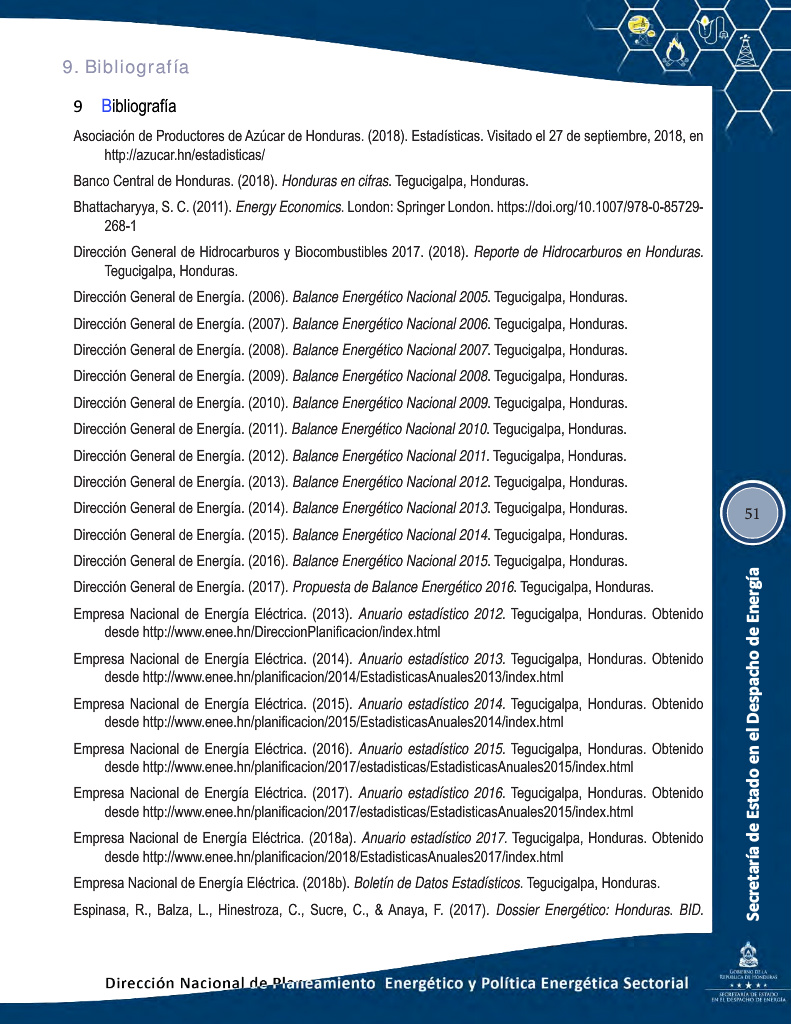 9. Bibliografía
9 Bibliografía
Asociación de Productores de Azúcar de Honduras. (2018). Estadísticas. Visitado el 27 de septiembre, 2018, en
http://azucar.hn/estadisticas/
Banco Central de Honduras. (2018). Honduras en cifras. Tegucigalpa, Honduras.
Bhattacharyya, S. C. (2011). Energy Economics. London: Springer London. https://doi.org/10.1007/978-0-85729-
268-1
Dirección General de Hidrocarburos y Biocombustibles 2017. (2018). Reporte de Hidrocarburos en Honduras.
Tegucigalpa, Honduras.
Dirección General de Energía. (2006). Balance Energético Nacional 2005. Tegucigalpa, Honduras.
Dirección General de Energía. (2007). Balance Energético Nacional 2006. Tegucigalpa, Honduras.
Dirección General de Energía. (2008). Balance Energético Nacional 2007. Tegucigalpa, Honduras.
Dirección General de Energía. (2009). Balance Energético Nacional 2008. Tegucigalpa, Honduras.
Dirección General de Energía. (2010). Balance Energético Nacional 2009. Tegucigalpa, Honduras.
Dirección General de Energía. (2011). Balance Energético Nacional 2010. Tegucigalpa, Honduras.
Dirección General de Energía. (2012). Balance Energético Nacional 2011. Tegucigalpa, Honduras.
Dirección General de Energía. (2013). Balance Energético Nacional 2012. Tegucigalpa, Honduras.
Dirección General de Energía. (2014). Balance Energético Nacional 2013. Tegucigalpa, Honduras.
Dirección General de Energía. (2015). Balance Energético Nacional 2014. Tegucigalpa, Honduras.
Dirección General de Energía. (2016). Balance Energético Nacional 2015. Tegucigalpa, Honduras.
Dirección General de Energía. (2017). Propuesta de Balance Energético 2016. Tegucigalpa, Honduras.
Empresa Nacional de Energía Eléctrica. (2013). Anuario estadístico 2012. Tegucigalpa, Honduras. Obtenido
desde http://www.enee.hn/DireccionPlanificacion/index.html
Empresa Nacional de Energía Eléctrica. (2014). Anuario estadístico 2013. Tegucigalpa, Honduras. Obtenido
desde http://www.enee.hn/planificacion/2014/EstadisticasAnuales2013/index.html
Empresa Nacional de Energía Eléctrica. (2015). Anuario estadístico 2014. Tegucigalpa, Honduras. Obtenido
desde http://www.enee.hn/planificacion/2015/EstadisticasAnuales2014/index.html
Empresa Nacional de Energía Eléctrica. (2016). Anuario estadístico 2015. Tegucigalpa, Honduras. Obtenido
desde http://www.enee.hn/planificacion/2017/estadisticas/EstadisticasAnuales2015/index.html
Empresa Nacional de Energía Eléctrica. (2017). Anuario estadístico 2016. Tegucigalpa, Honduras. Obtenido
desde http://www.enee.hn/planificacion/2017/estadisticas/EstadisticasAnuales2015/index.html
Empresa Nacional de Energía Eléctrica. (2018a). Anuario estadístico 2017. Tegucigalpa, Honduras. Obtenido
desde http://www.enee.hn/planificacion/2018/EstadisticasAnuales2017/index.html
Empresa Nacional de Energía Eléctrica. (2018b). Boletín de Datos Estadísticos. Tegucigalpa, Honduras.
Espinasa, R., Balza, L., Hinestroza, C., Sucre, C., & Anaya, F. (2017). Dossier Energético: Honduras. BID.
51
Secretaría de Estado en el Despacho de Energía
Dirección Nacional de Planeamiento Energético y Política Energética Sectorial
GOBIERNO DE LA
REPÚBLICA DE HONDURAS
SECRETARÍA DE ESTADO
EN EL DESPACHO DE ENERGÍA